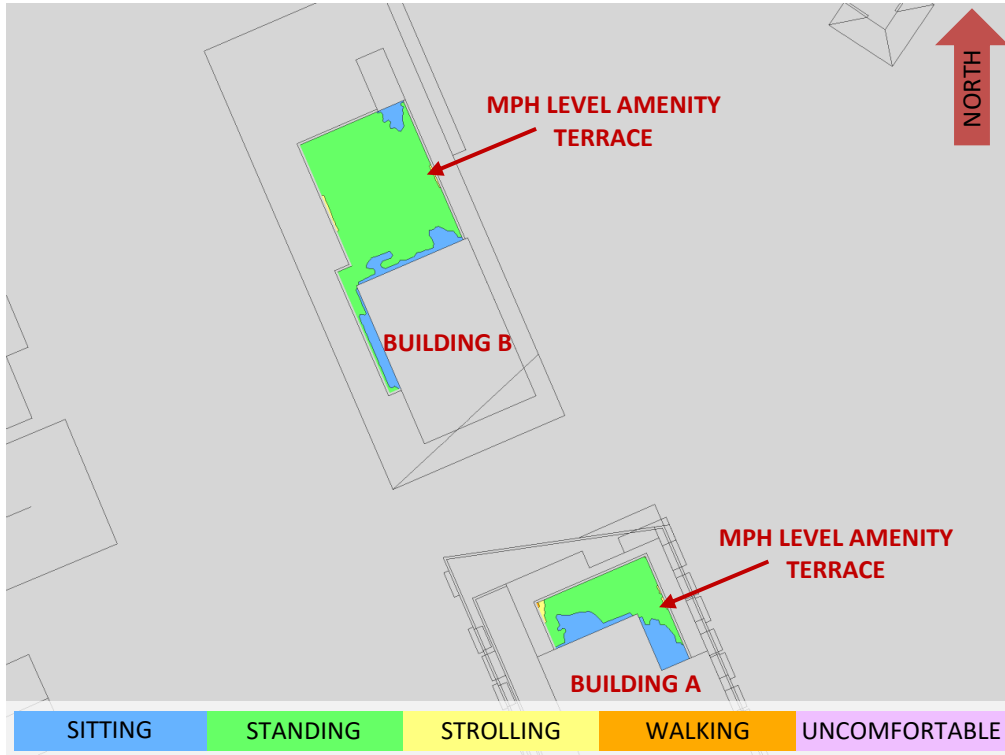 NORTH
MPH LEVEL AMENITY
TERRACE
BUILDING B
MPH LEVEL AMENITY
TERRACE
BUILDING A
SITTING STANDING STROLLING WALKING UNCOMFORTABLE